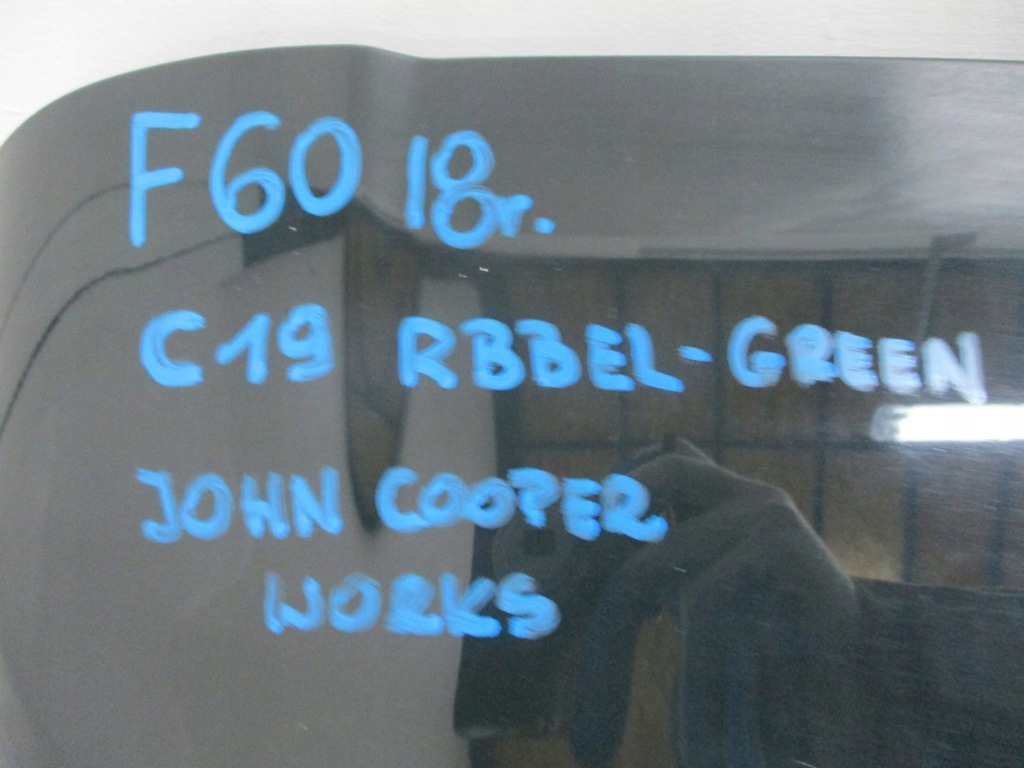 F60 18r.
C19 RBBEL-GREEN
JOHN COOPER
WORKS